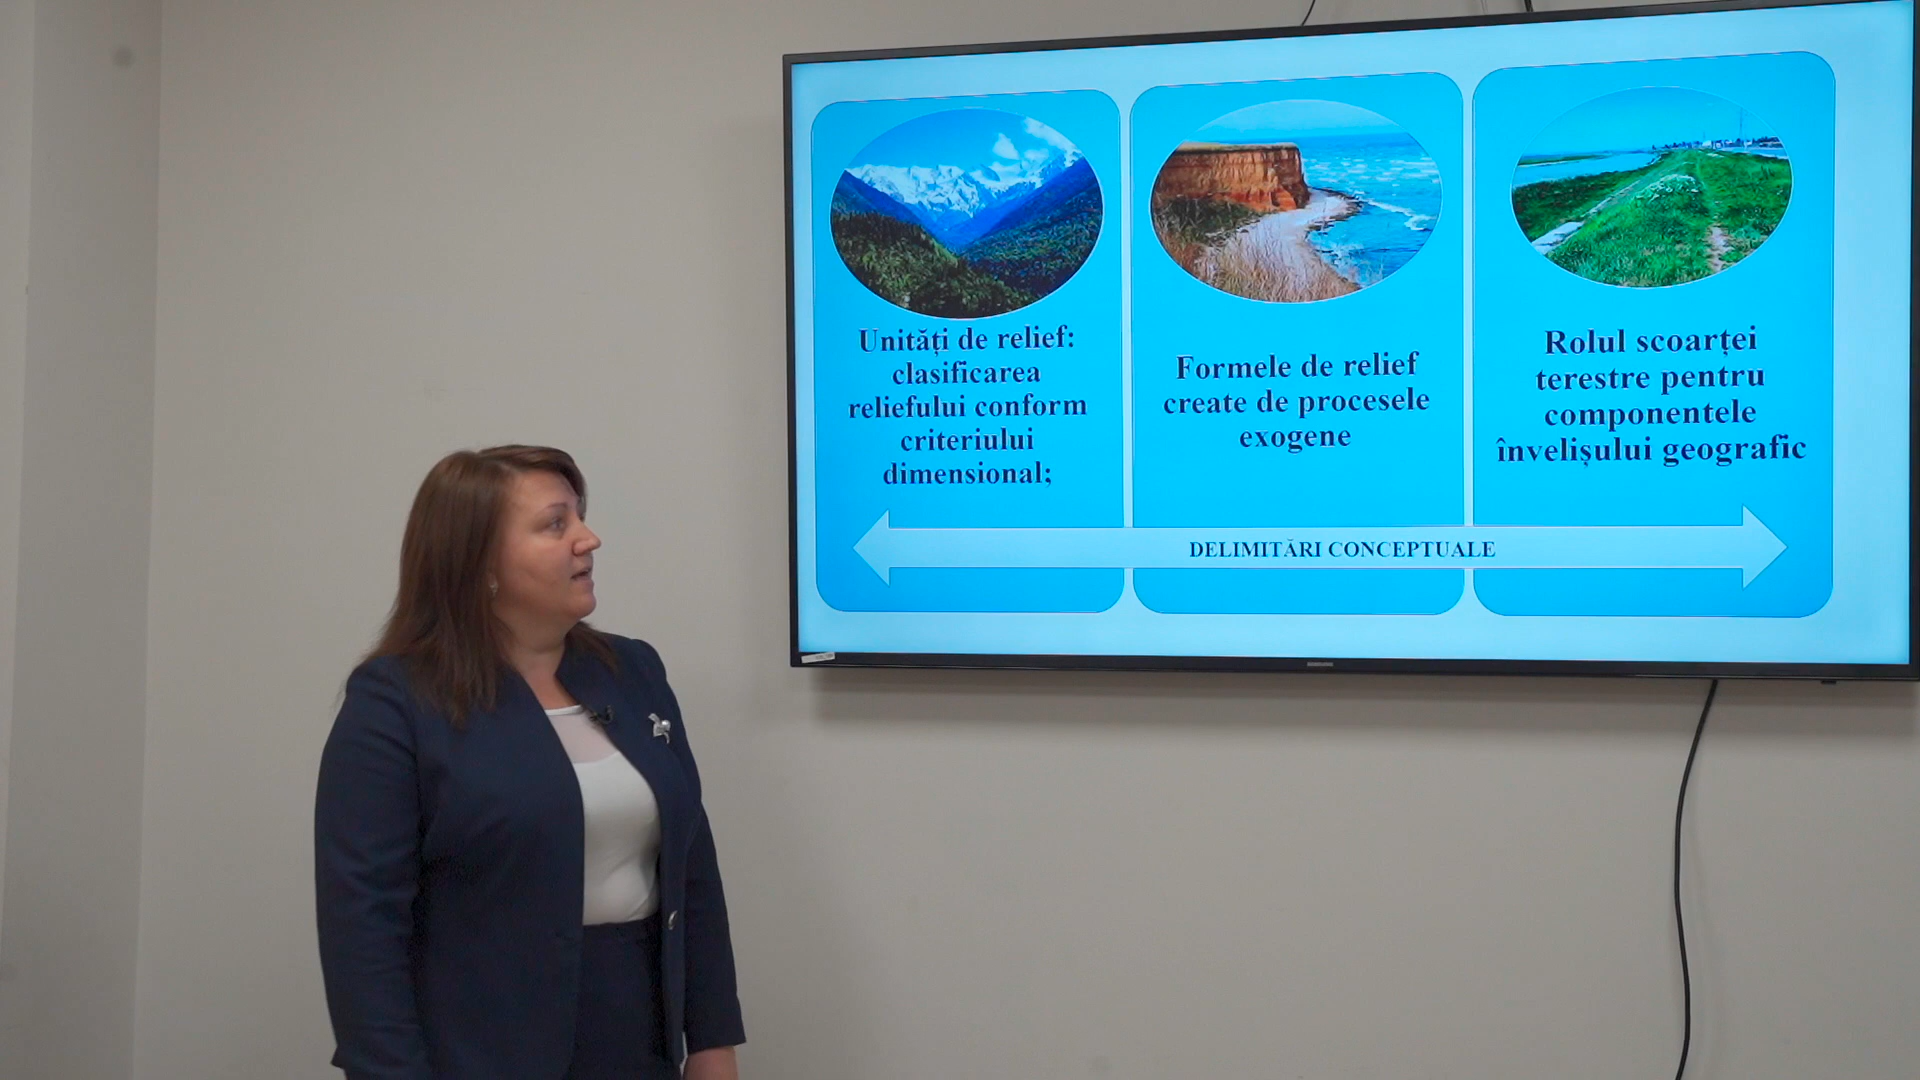 Unități de relief:
clasificarea
reliefului conform
criteriului
dimensional;
Formele de relief
create de procesele
exogene
Rolul scoarței
terestre pentru
componentele
învelișului geografic
DELIMITĂRI CONCEPTUALE
SAMSUNG